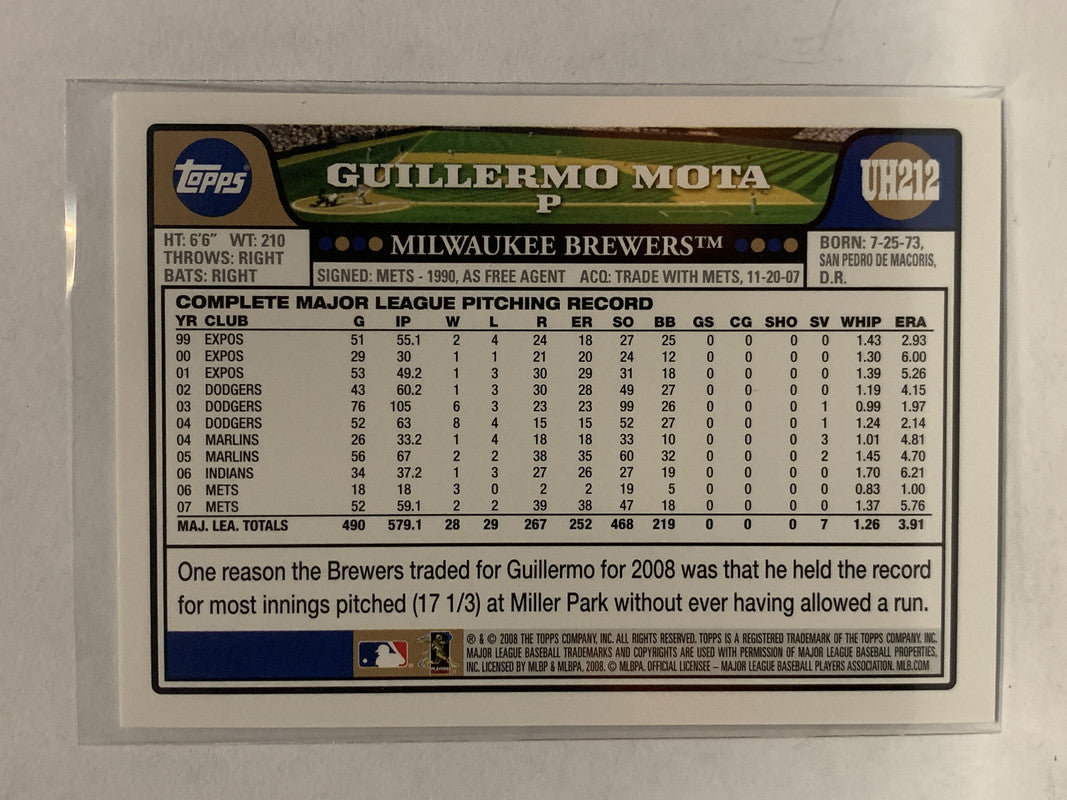 topps®
GUILLERMO MOTA
P
UH212
HT: 6'6" WT: 210
THROWS: RIGHT
BATS: RIGHT
MILWAUKEE BREWERS™
SIGNED: METS - 1990, AS FREE AGENT ACQ: TRADE WITH METS, 11-20-07
BORN: 7-25-73,
SAN PEDRO DE MACORIS,
D.R.
COMPLETE MAJOR LEAGUE PITCHING RECORD
YR CLUB G IP W L R ER SO BB GS CG SHO SV WHIP ERA
99 EXPOS 51 55.1 2 4 24 18 27 25 0 0 0 0 1.43 2.93
00 EXPOS 29 30 1 1 21 20 24 12 0 0 0 0 1.30 6.00
01 EXPOS 53 49.2 1 3 30 29 31 18 0 0 0 0 1.39 5.26
02 DODGERS 43 60.2 1 3 30 28 49 27 0 0 0 0 1.19 4.15
03 DODGERS 76 105 6 3 23 23 99 26 0 0 0 1 0.99 1.97
04 DODGERS 52 63 8 4 15 15 52 27 0 0 0 1 1.24 2.14
04 MARLINS 26 33.2 1 4 18 18 33 10 0 0 0 3 1.01 4.81
05 MARLINS 56 67 2 2 38 35 60 32 0 0 0 2 1.45 4.70
06 INDIANS 34 37.2 1 3 27 26 27 19 0 0 0 0 1.70 6.21
06 METS 18 18 3 0 2 2 19 5 0 0 0 0 0.83 1.00
07 METS 52 59.1 2 2 39 38 47 18 0 0 0 0 1.37 5.76
MAJ. LEA. TOTALS 490 579.1 28 29 267 252 468 219 0 0 0 7 1.26 3.91
One reason the Brewers traded for Guillermo for 2008 was that he held the record
for most innings pitched (17 1/3) at Miller Park without ever having allowed a run.
® & © 2008 THE TOPPS COMPANY, INC. ALL RIGHTS RESERVED. TOPPS IS A REGISTERED TRADEMARK OF THE TOPPS COMPANY, INC.
MAJOR LEAGUE BASEBALL TRADEMARKS AND COPYRIGHTS ARE USED WITH PERMISSION OF MAJOR LEAGUE BASEBALL PROPERTIES,
INC. LICENSED BY MLBP & MLBPA, 2008. © MLBPA. OFFICIAL LICENSEE – MAJOR LEAGUE BASEBALL PLAYERS ASSOCIATION. MLB.COM